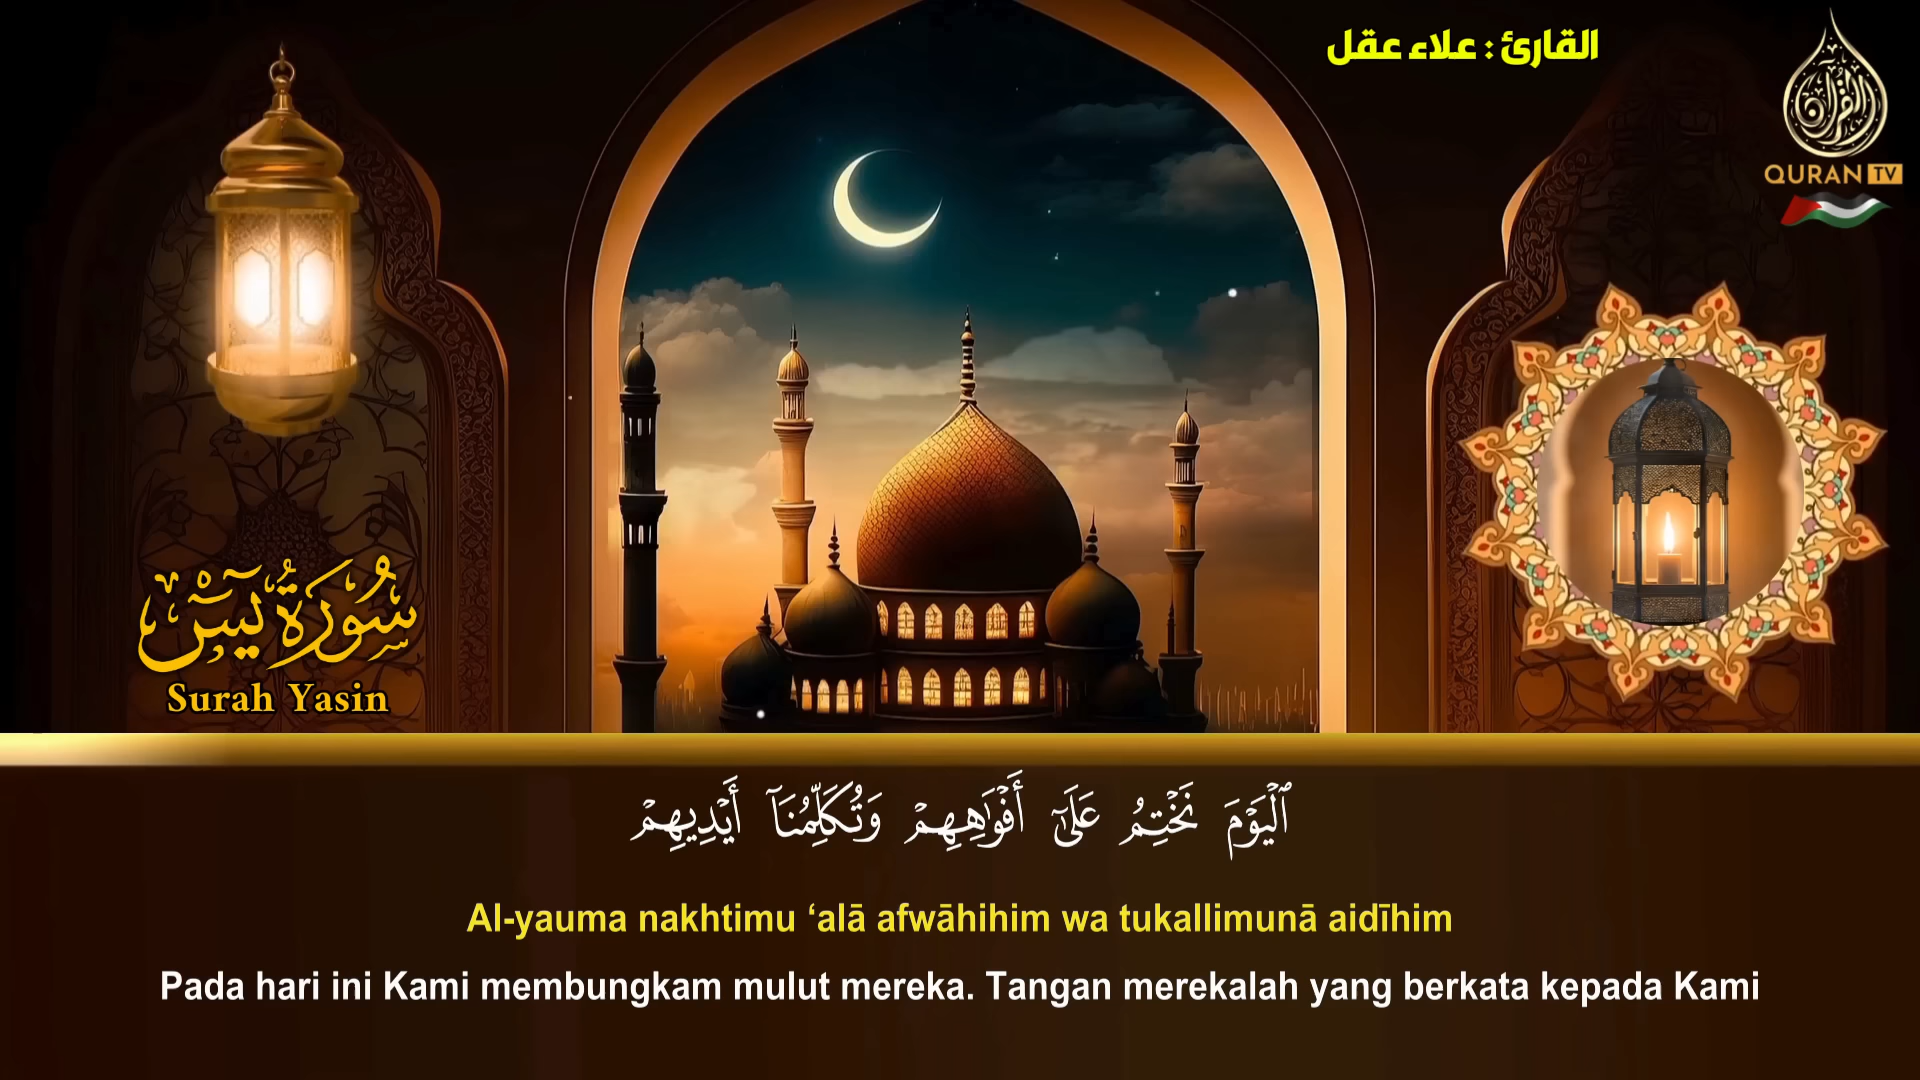 القارئ : علاء عقل
القرآن
QURAN TV
سُورَةُ يسٓ
Surah Yasin
ٱلْيَوْمَ نَخْتِمُ عَلَىٰٓ أَفْوَٰهِهِمْ وَتُكَلِّمُنَآ أَيْدِيهِمْ
Al-yauma nakhtimu ‘alā afwāhihim wa tukallimunā aidīhim
Pada hari ini Kami membungkam mulut mereka. Tangan merekalah yang berkata kepada Kami